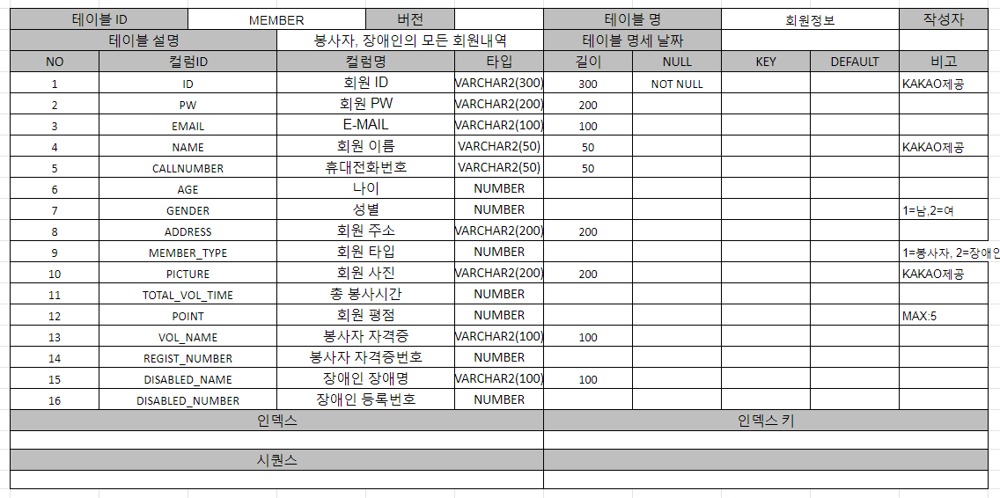 테이블 ID MEMBER 버전 테이블 명 회원정보 작성자
테이블 설명 봉사자, 장애인의 모든 회원내역 테이블 명세 날짜
NO 컬럼ID 컬럼명 타입 길이 NULL KEY DEFAULT 비고
1 ID 회원 ID VARCHAR2(300) 300 NOT NULL KAKAO제공
2 PW 회원 PW VARCHAR2(200) 200
3 EMAIL E-MAIL VARCHAR2(100) 100
4 NAME 회원 이름 VARCHAR2(50) 50 KAKAO제공
5 CALLNUMBER 휴대전화번호 VARCHAR2(50) 50
6 AGE 나이 NUMBER
7 GENDER 성별 NUMBER 1=남,2=여
8 ADDRESS 회원 주소 VARCHAR2(200) 200
9 MEMBER_TYPE 회원 타입 NUMBER 1=봉사자, 2=장애인
10 PICTURE 회원 사진 VARCHAR2(200) 200 KAKAO제공
11 TOTAL_VOL_TIME 총 봉사시간 NUMBER
12 POINT 회원 평점 NUMBER MAX:5
13 VOL_NAME 봉사자 자격증 VARCHAR2(100) 100
14 REGIST_NUMBER 봉사자 자격증번호 NUMBER
15 DISABLED_NAME 장애인 장애명 VARCHAR2(100) 100
16 DISABLED_NUMBER 장애인 등록번호 NUMBER
인덱스 인덱스 키
시퀀스